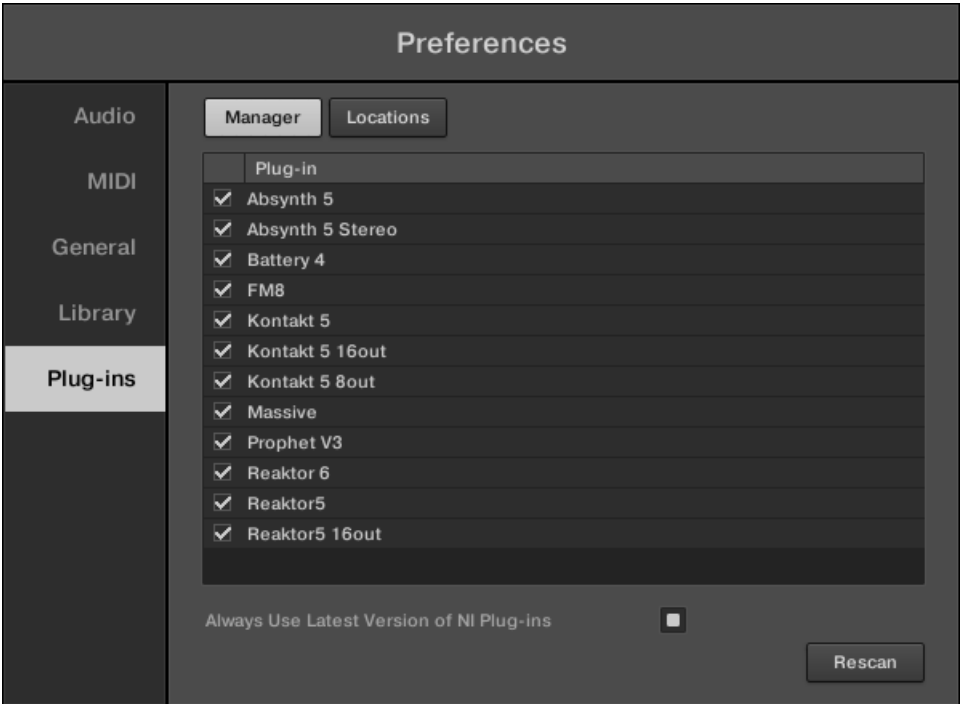 Preferences
Audio
MIDI
General
Library
Plug-ins
Manager Locations
Plug-in
Absynth 5
Absynth 5 Stereo
Battery 4
FM8
Kontakt 5
Kontakt 5 16out
Kontakt 5 8out
Massive
Prophet V3
Reaktor 6
Reaktor5
Reaktor5 16out
Always Use Latest Version of NI Plug-ins
Rescan